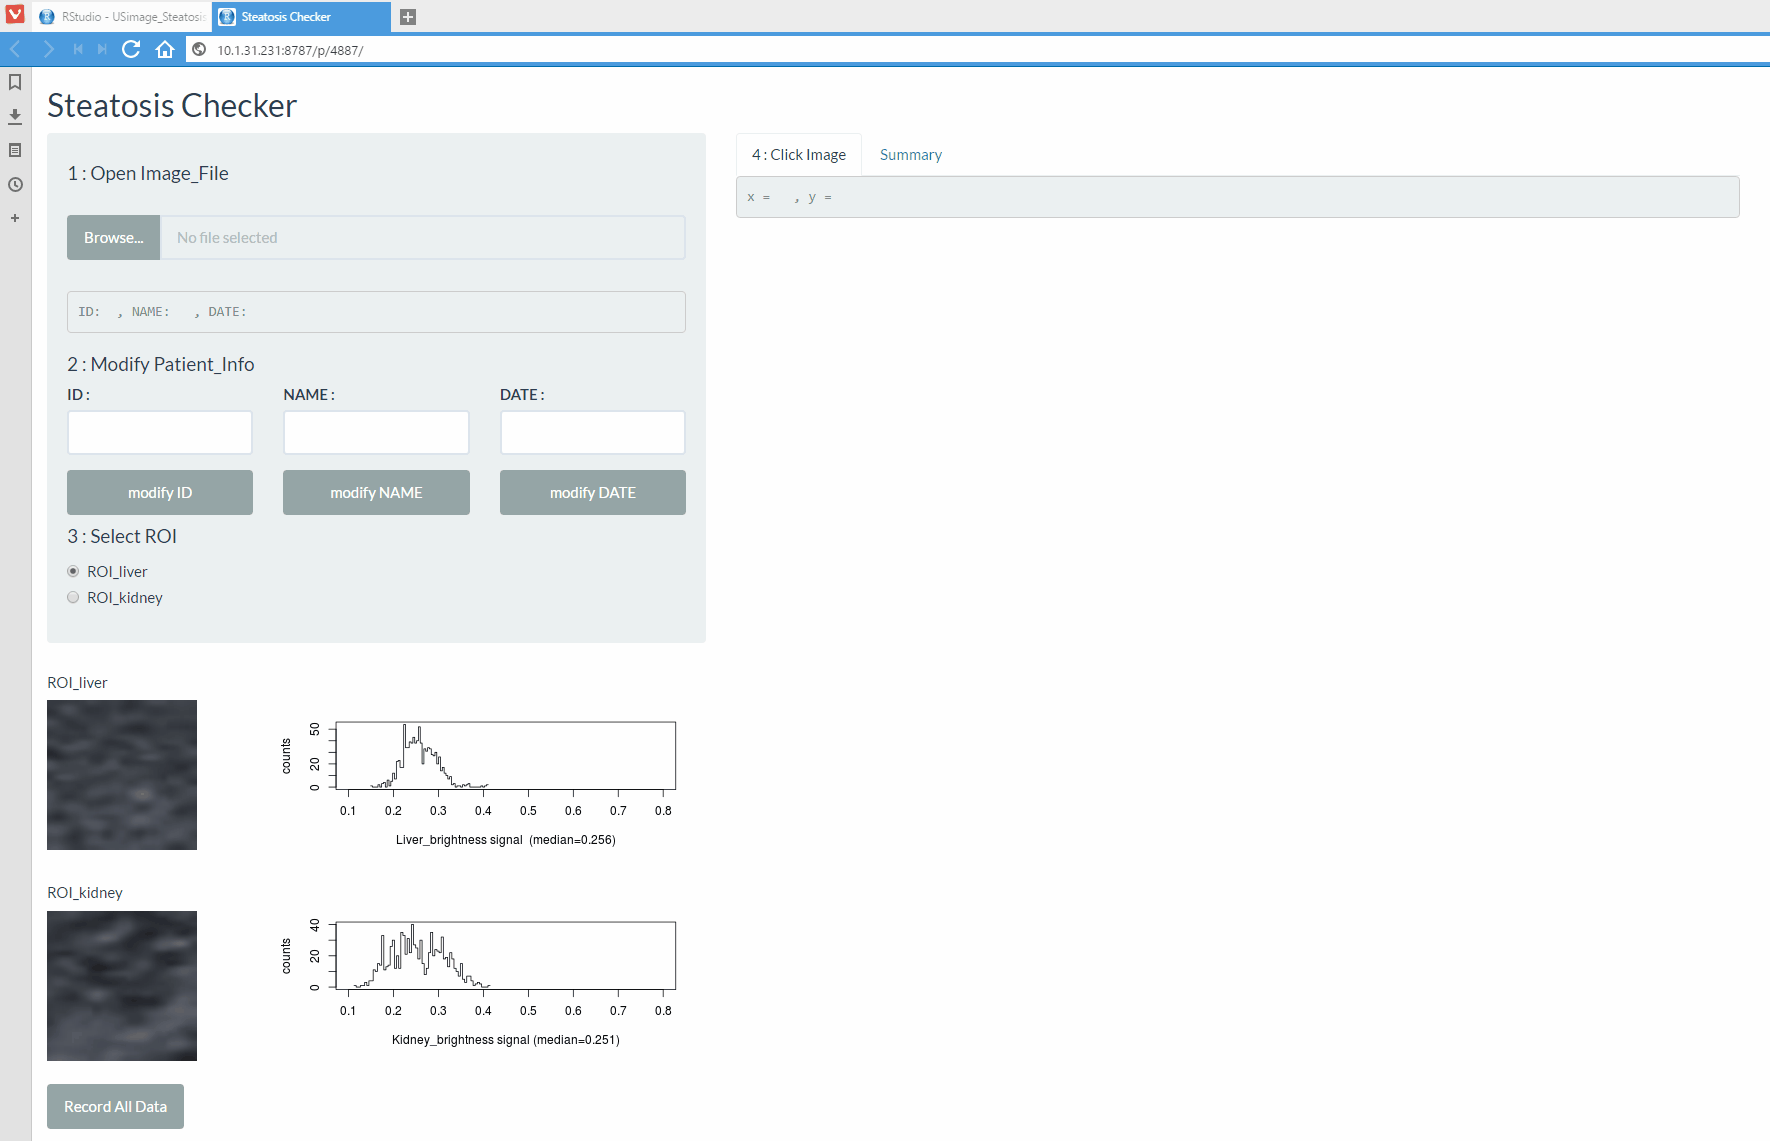 RStudio - USimage_Steatosis
Steatosis Checker
10.1.31.231:8787/p/4887/
Steatosis Checker
1 : Open Image_File
Browse...
No file selected
ID:  , NAME:   , DATE:
2 : Modify Patient_Info
ID :
NAME :
DATE :
modify ID
modify NAME
modify DATE
3 : Select ROI
ROI_liver
ROI_kidney
4 : Click Image
Summary
x =   , y =
ROI_liver
counts
0 20 50
0.1 0.2 0.3 0.4 0.5 0.6 0.7 0.8
Liver_brightness signal  (median=0.256)
ROI_kidney
counts
0 20 40
0.1 0.2 0.3 0.4 0.5 0.6 0.7 0.8
Kidney_brightness signal (median=0.251)
Record All Data